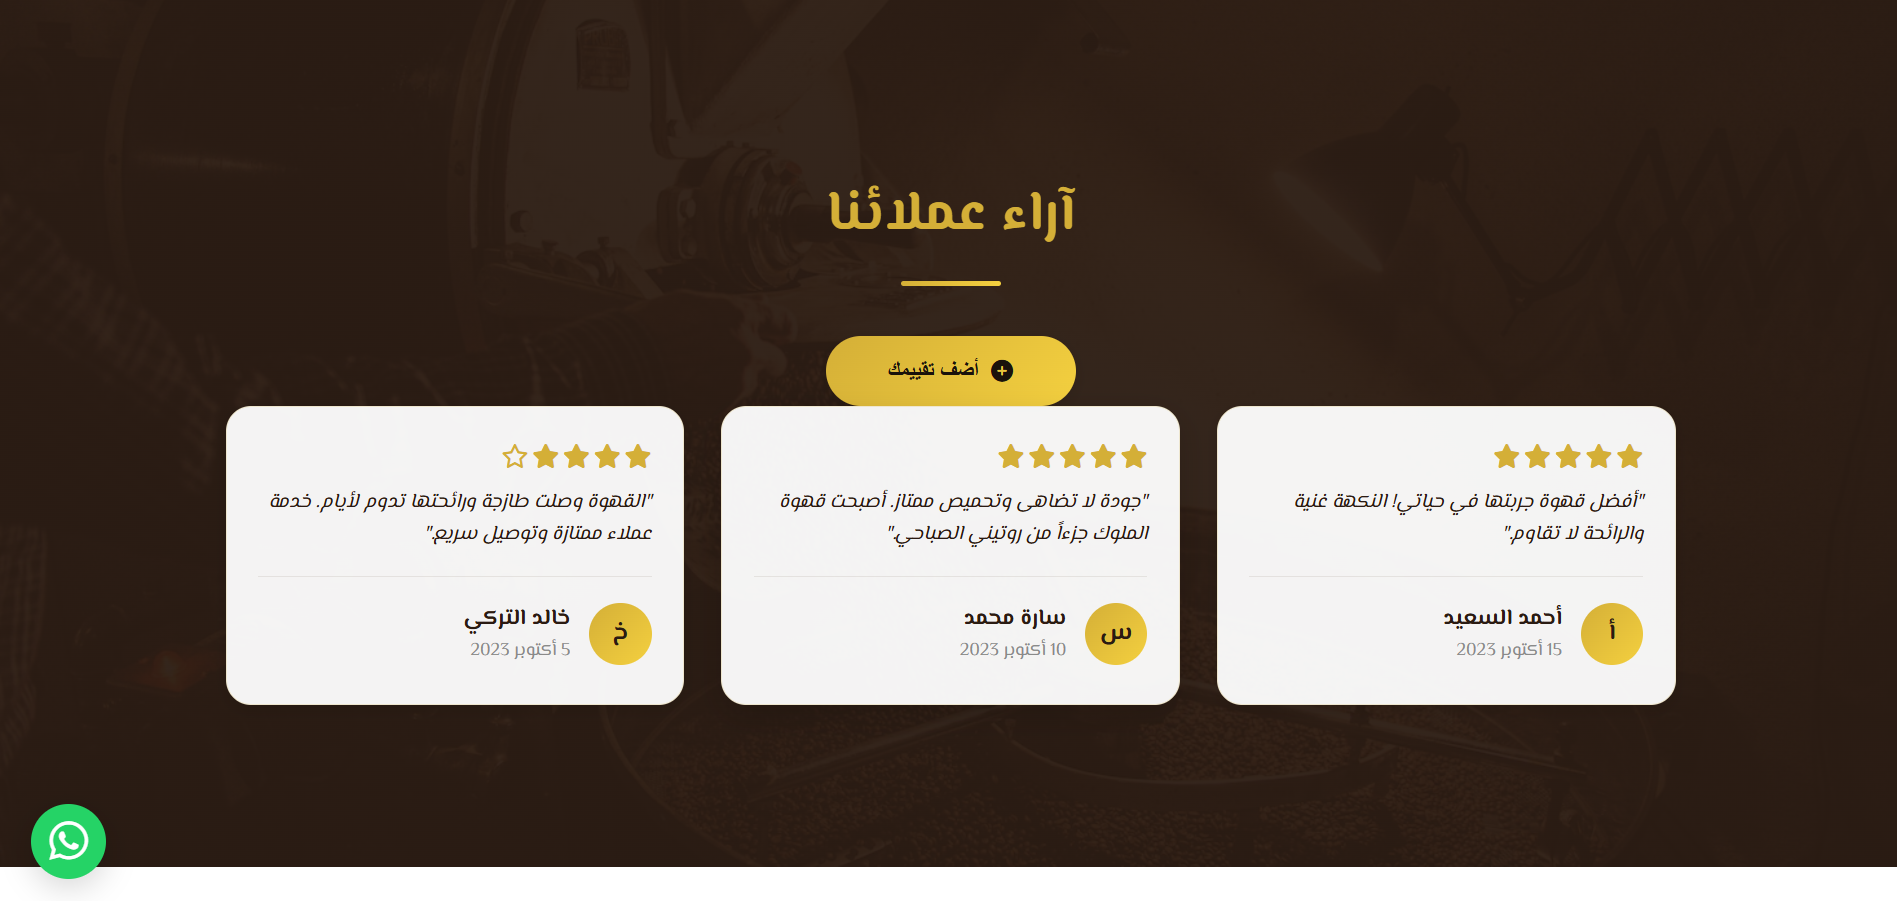 آراء عملائنا
أضف تقييمك
"أفضل قهوة جربتها في حياتي! النكهة غنية
والرائحة لا تقاوم."
أ
أحمد السعيد
15 أكتوبر 2023
"جودة لا تضاهى وتحميص ممتاز. أصبحت قهوة
الملوك جزءاً من روتيني الصباحي."
س
سارة محمد
10 أكتوبر 2023
"القهوة وصلت طازجة ورائحتها تدوم لأيام. خدمة
عملاء ممتازة وتوصيل سريع."
خ
خالد التركي
5 أكتوبر 2023